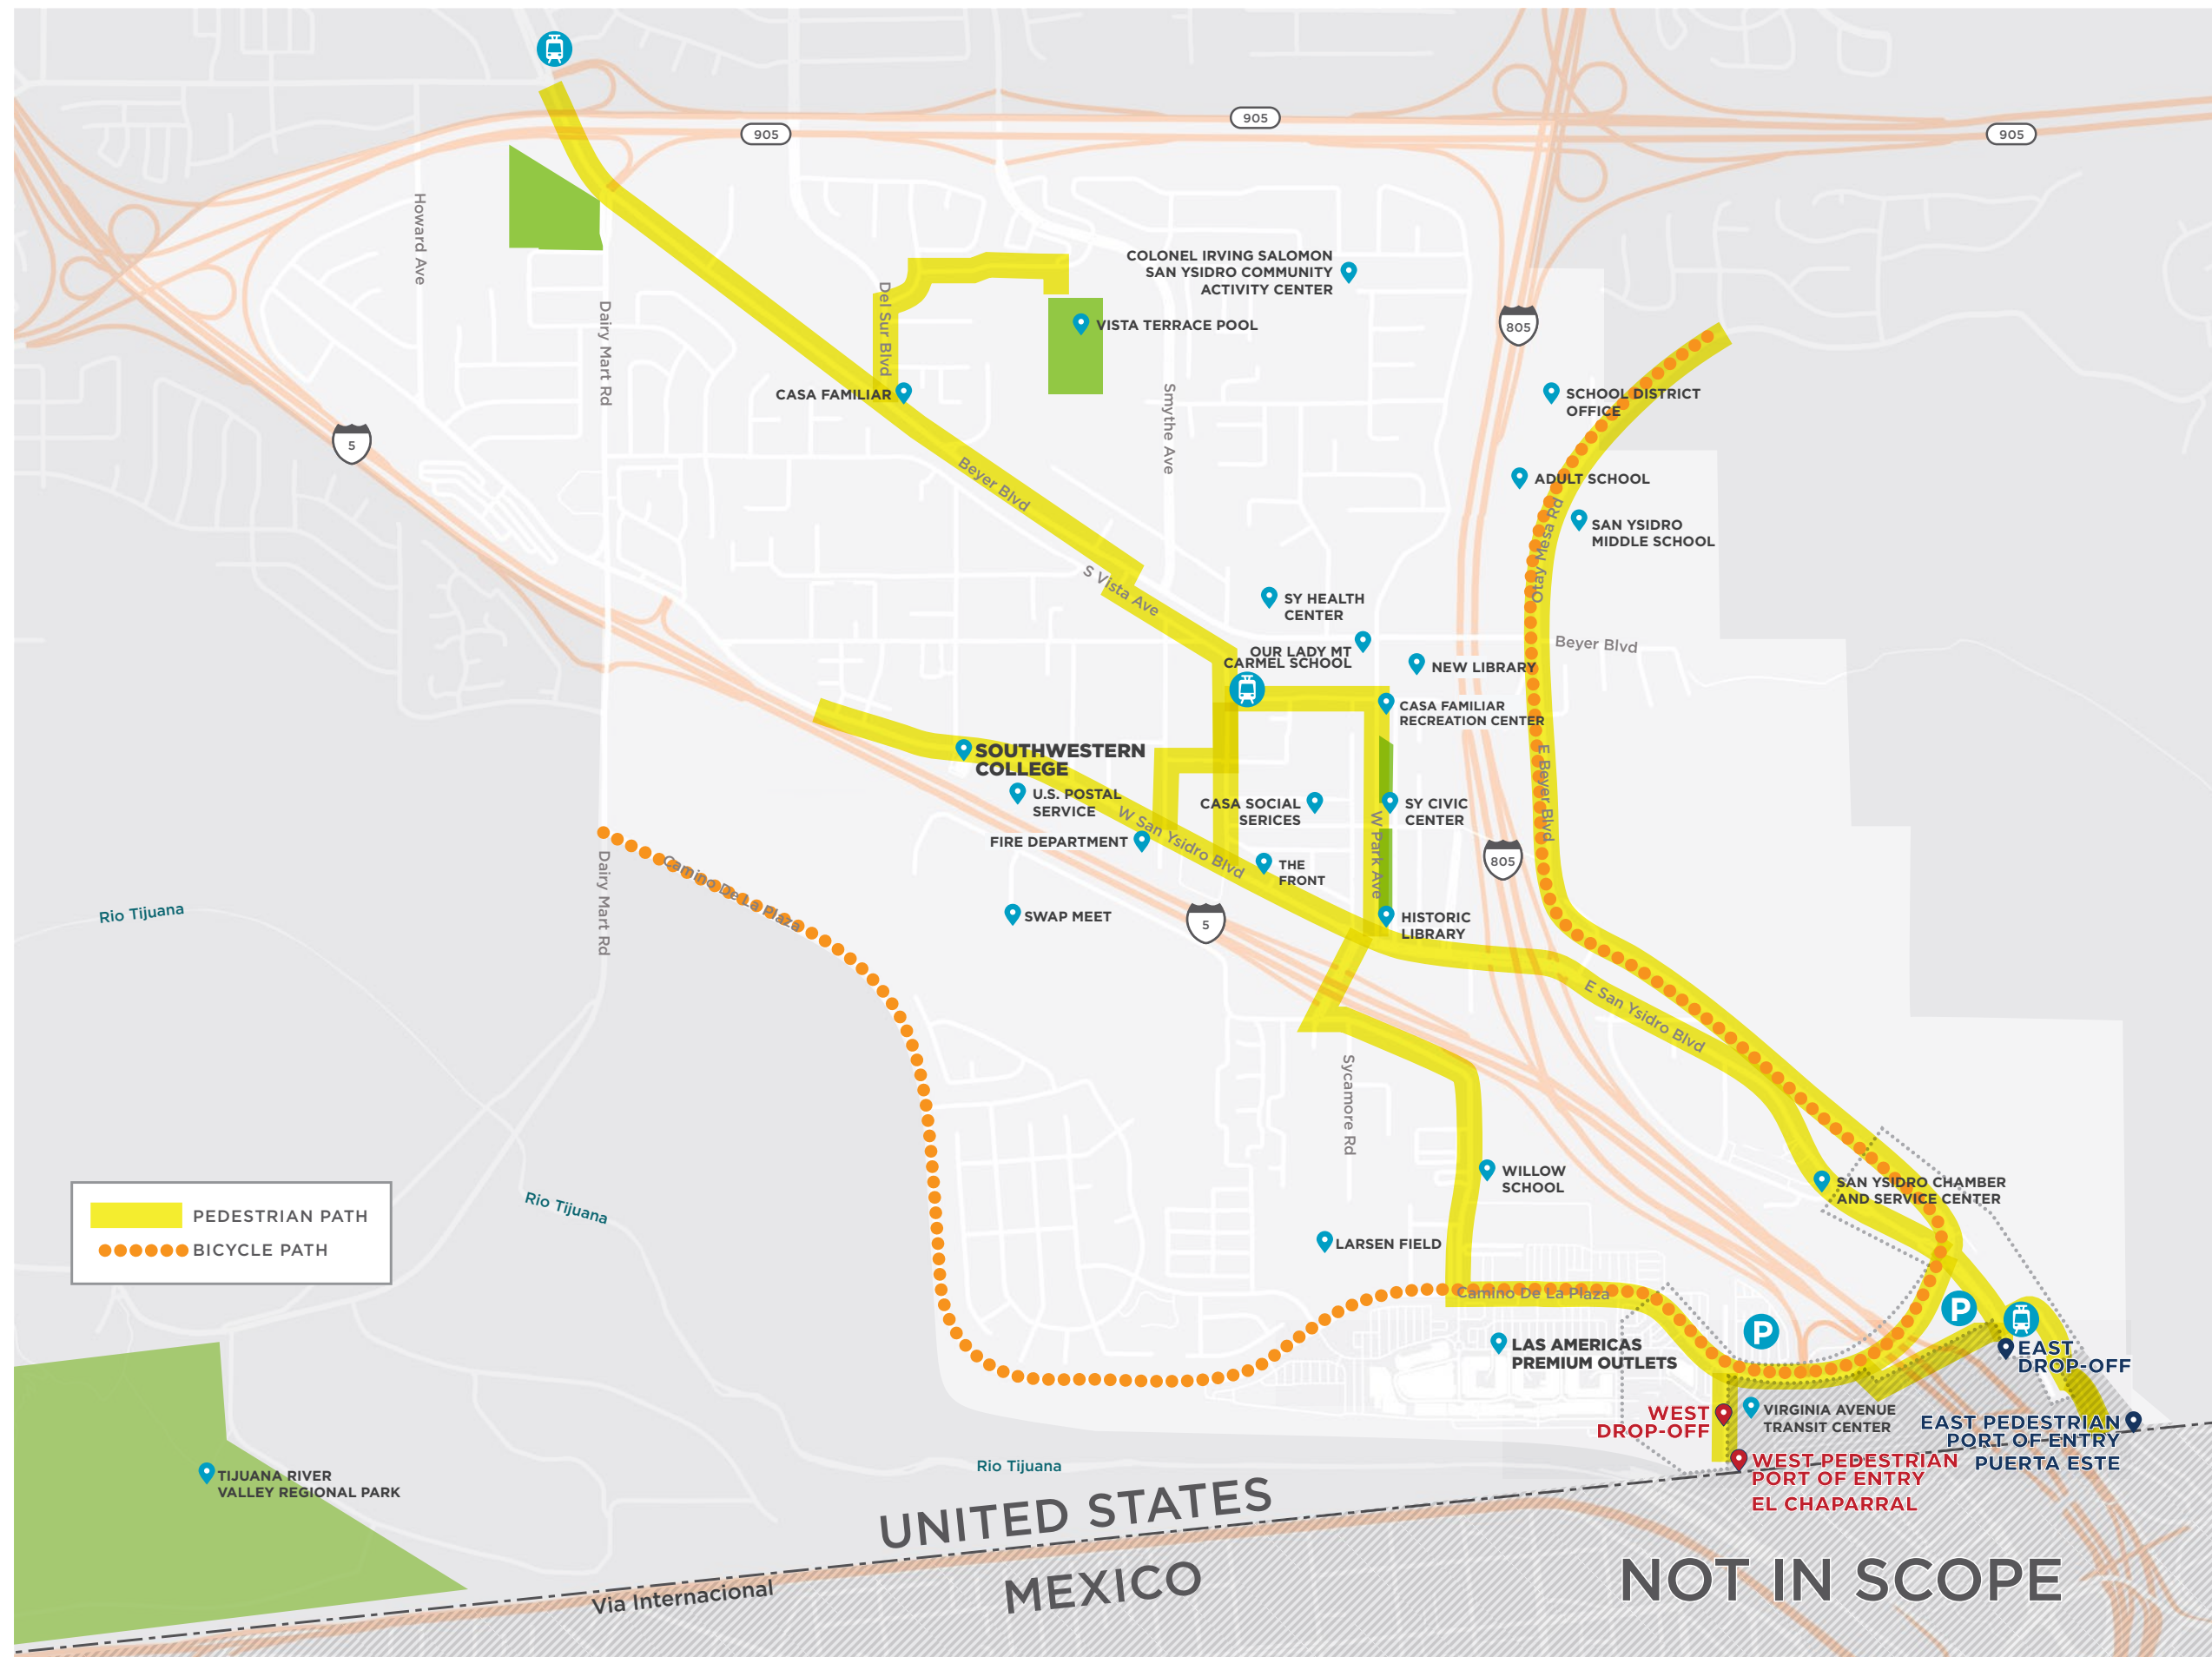 905
905
905
Howard Ave
Dairy Mart Rd
Del Sur Blvd
COLONEL IRVING SALOMON
SAN YSIDRO COMMUNITY
ACTIVITY CENTER
VISTA TERRACE POOL
805
CASA FAMILIAR
Smythe Ave
SCHOOL DISTRICT
OFFICE
5
Beyer Blvd
ADULT SCHOOL
Otay Mesa Rd
SAN YSIDRO
MIDDLE SCHOOL
S Vista Ave
SY HEALTH
CENTER
OUR LADY MT
CARMEL SCHOOL
Beyer Blvd
NEW LIBRARY
CASA FAMILIAR
RECREATION CENTER
SOUTHWESTERN
COLLEGE
E Beyer Blvd
U.S. POSTAL
SERVICE
CASA SOCIAL
SERICES
SY CIVIC
CENTER
W San Ysidro Blvd
FIRE DEPARTMENT
W Park Ave
THE
FRONT
805
Camino De La Plaza
Dairy Mart Rd
Rio Tijuana
SWAP MEET
5
HISTORIC
LIBRARY
E San Ysidro Blvd
Sycamore Rd
WILLOW
SCHOOL
SAN YSIDRO CHAMBER
AND SERVICE CENTER
Rio Tijuana
PEDESTRIAN PATH
BICYCLE PATH
LARSEN FIELD
Camino De La Plaza
P
P
LAS AMERICAS
PREMIUM OUTLETS
EAST
DROP-OFF
WEST
DROP-OFF
VIRGINIA AVENUE
TRANSIT CENTER
EAST PEDESTRIAN
PORT OF ENTRY
PUERTA ESTE
WEST PEDESTRIAN
PORT OF ENTRY
EL CHAPARRAL
Rio Tijuana
TIJUANA RIVER
VALLEY REGIONAL PARK
UNITED STATES
MEXICO
Via Internacional
NOT IN SCOPE